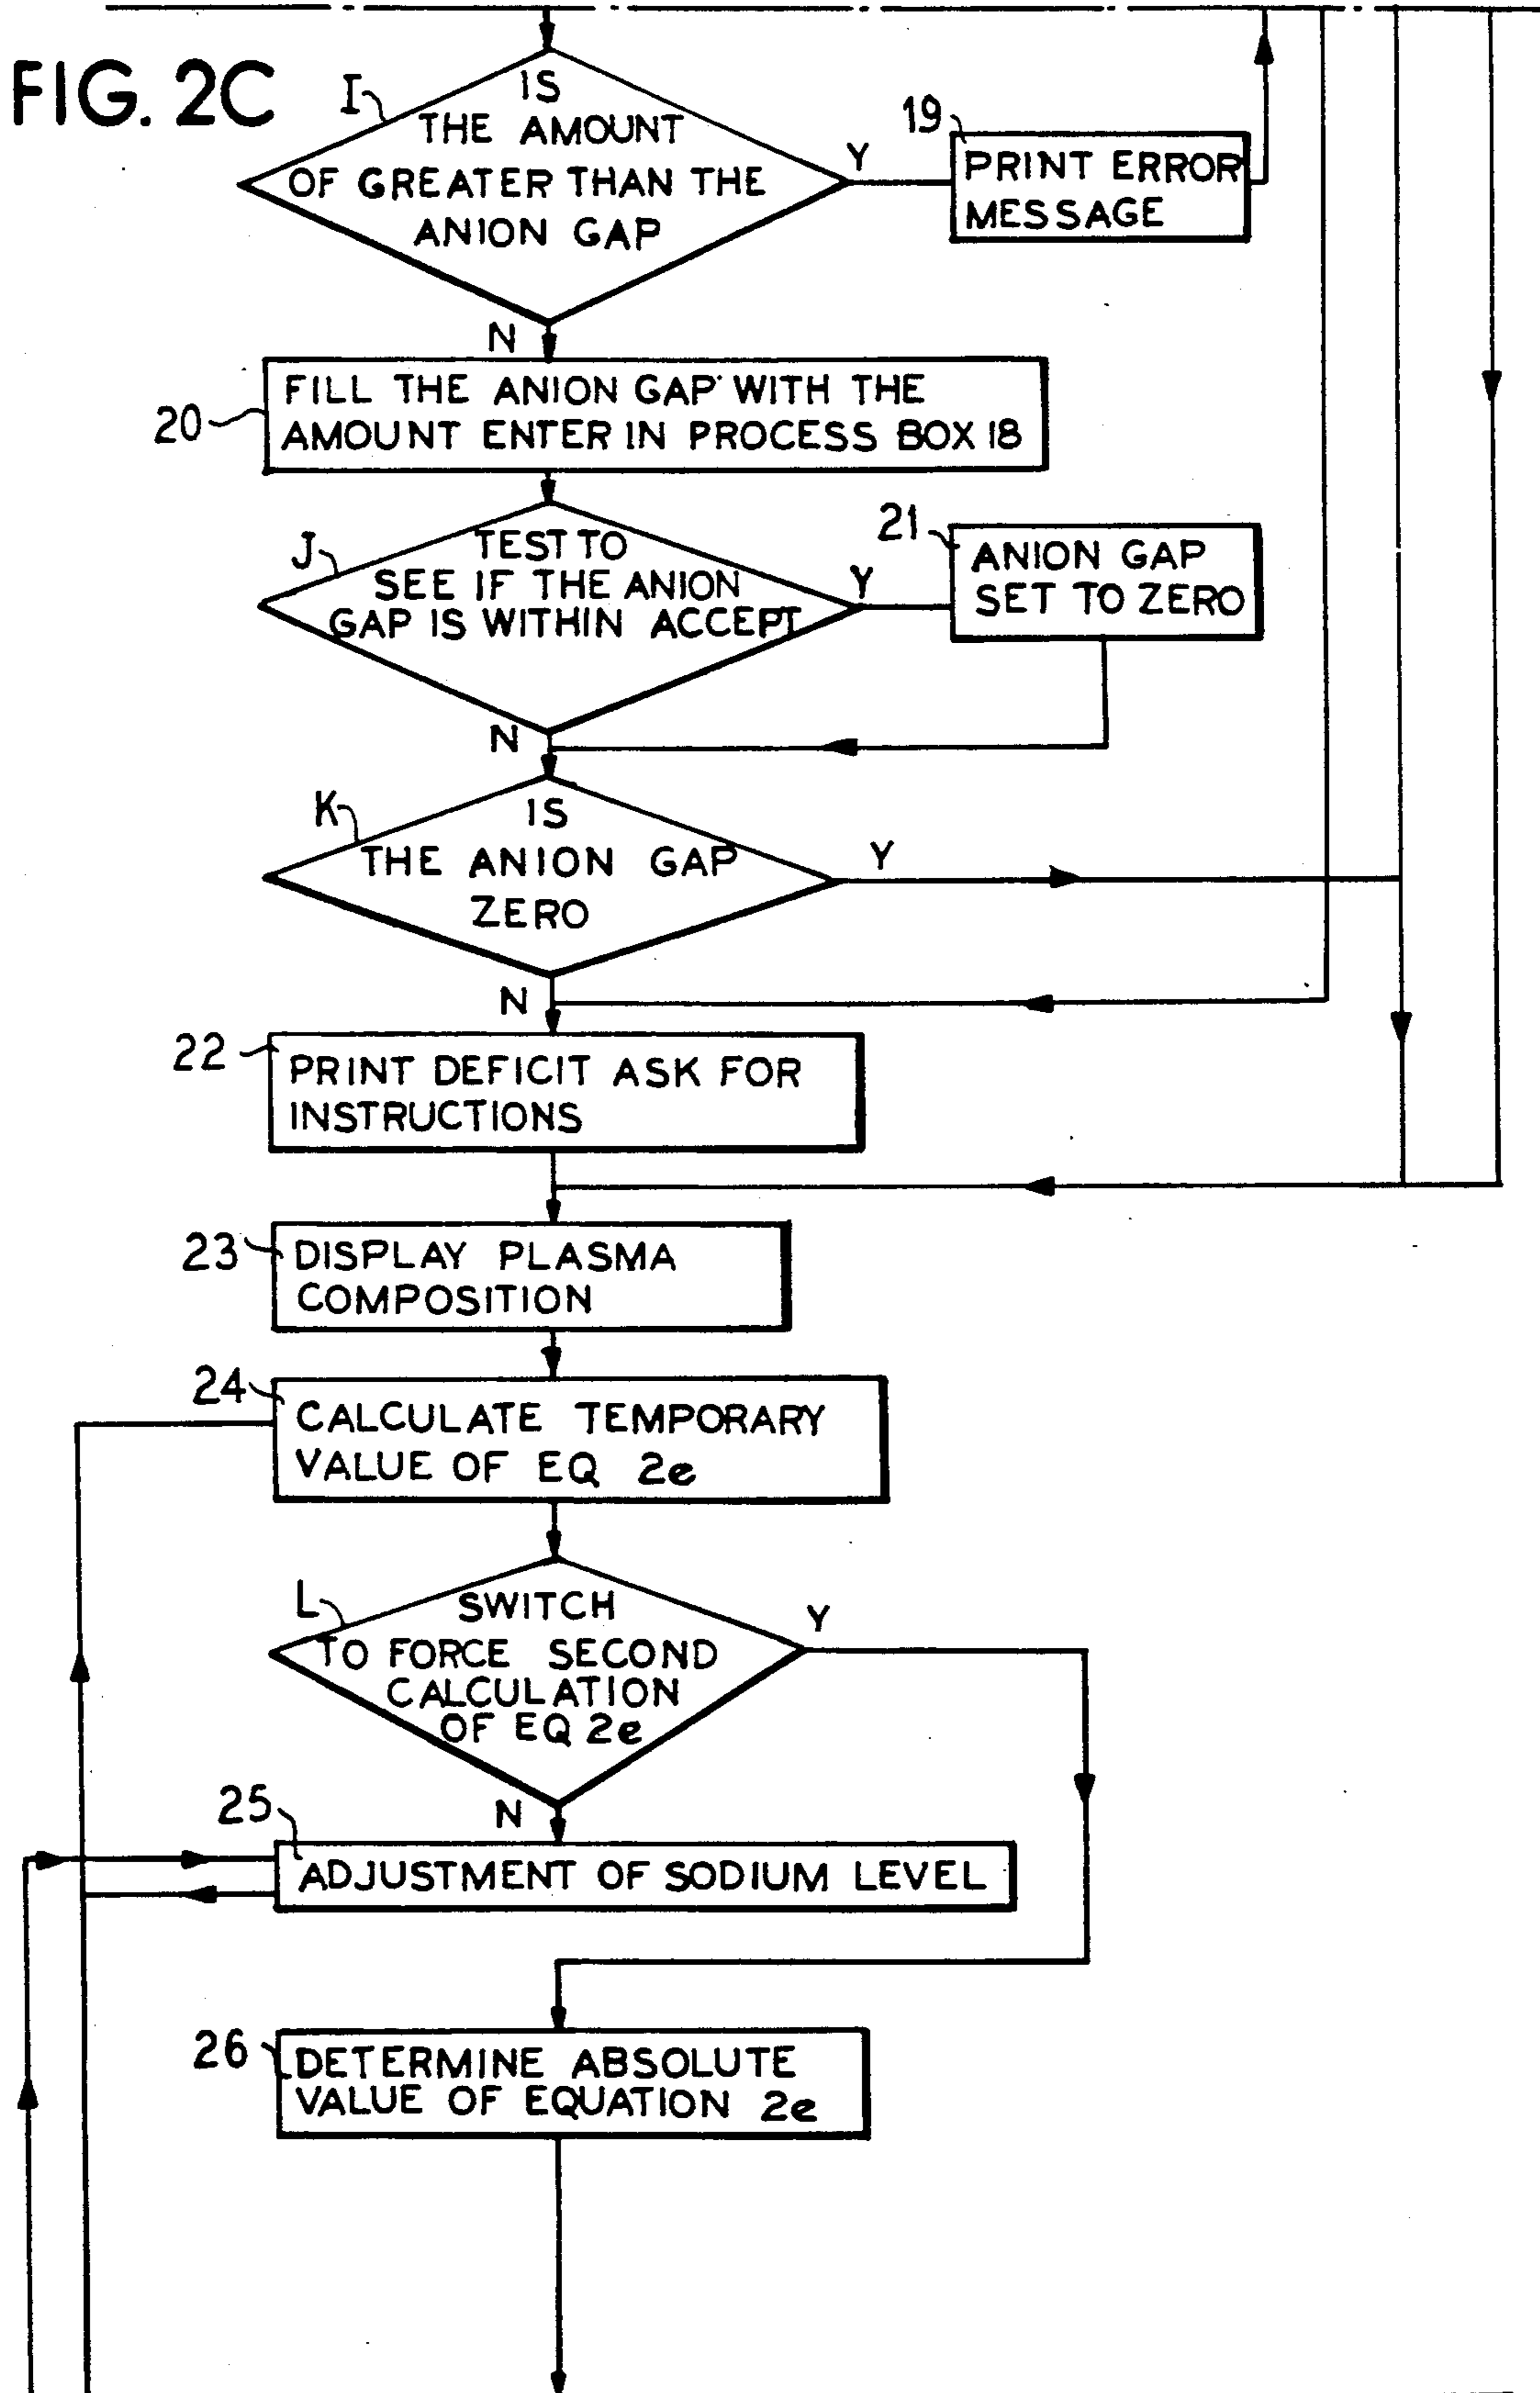 FIG. 2C
I
IS
THE AMOUNT
OF GREATER THAN THE
ANION GAP
Y
19
PRINT ERROR
MESSAGE
N
20
FILL THE ANION GAP WITH THE
AMOUNT ENTER IN PROCESS BOX 18
J
TEST TO
SEE IF THE ANION
GAP IS WITHIN ACCEPT
Y
21
ANION GAP
SET TO ZERO
N
K
IS
THE ANION GAP
ZERO
Y
N
22
PRINT DEFICIT ASK FOR
INSTRUCTIONS
23
DISPLAY PLASMA
COMPOSITION
24
CALCULATE TEMPORARY
VALUE OF EQ 2e
L
SWITCH
TO FORCE SECOND
CALCULATION
OF EQ 2e
Y
N
25
ADJUSTMENT OF SODIUM LEVEL
26
DETERMINE ABSOLUTE
VALUE OF EQUATION 2e